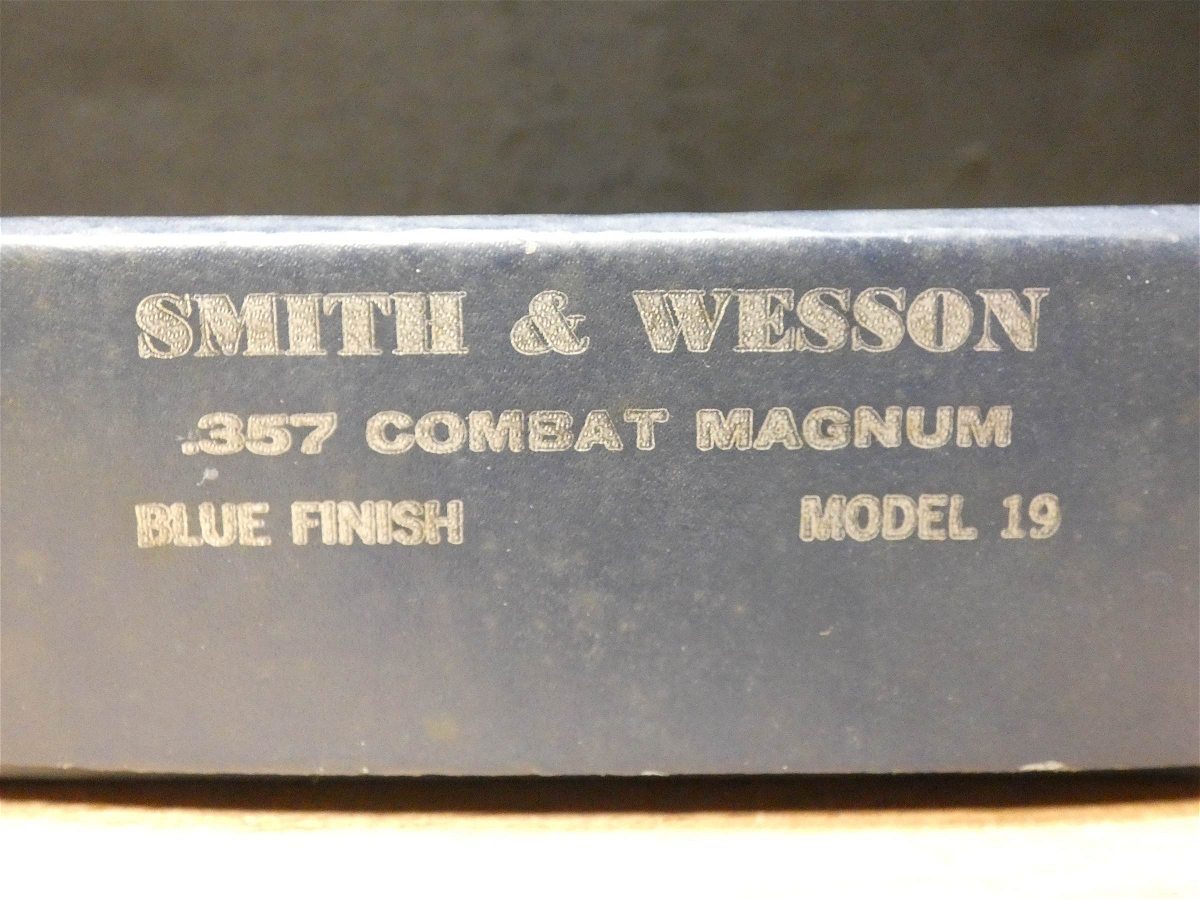 SMITH & WESSON
.357 COMBAT MAGNUM
BLUE FINISH MODEL 19